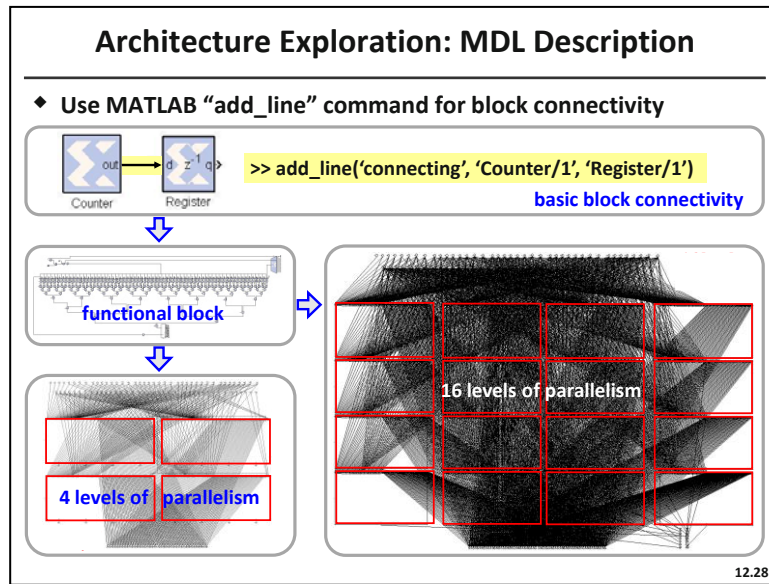 Architecture Exploration: MDL Description
◆ Use MATLAB “add_line” command for block connectivity
out
d z⁻¹ q
Counter
Register
>> add_line(‘connecting’, ‘Counter/1’, ‘Register/1’)
basic block connectivity
functional block
16 levels of parallelism
4 levels of parallelism
12.28